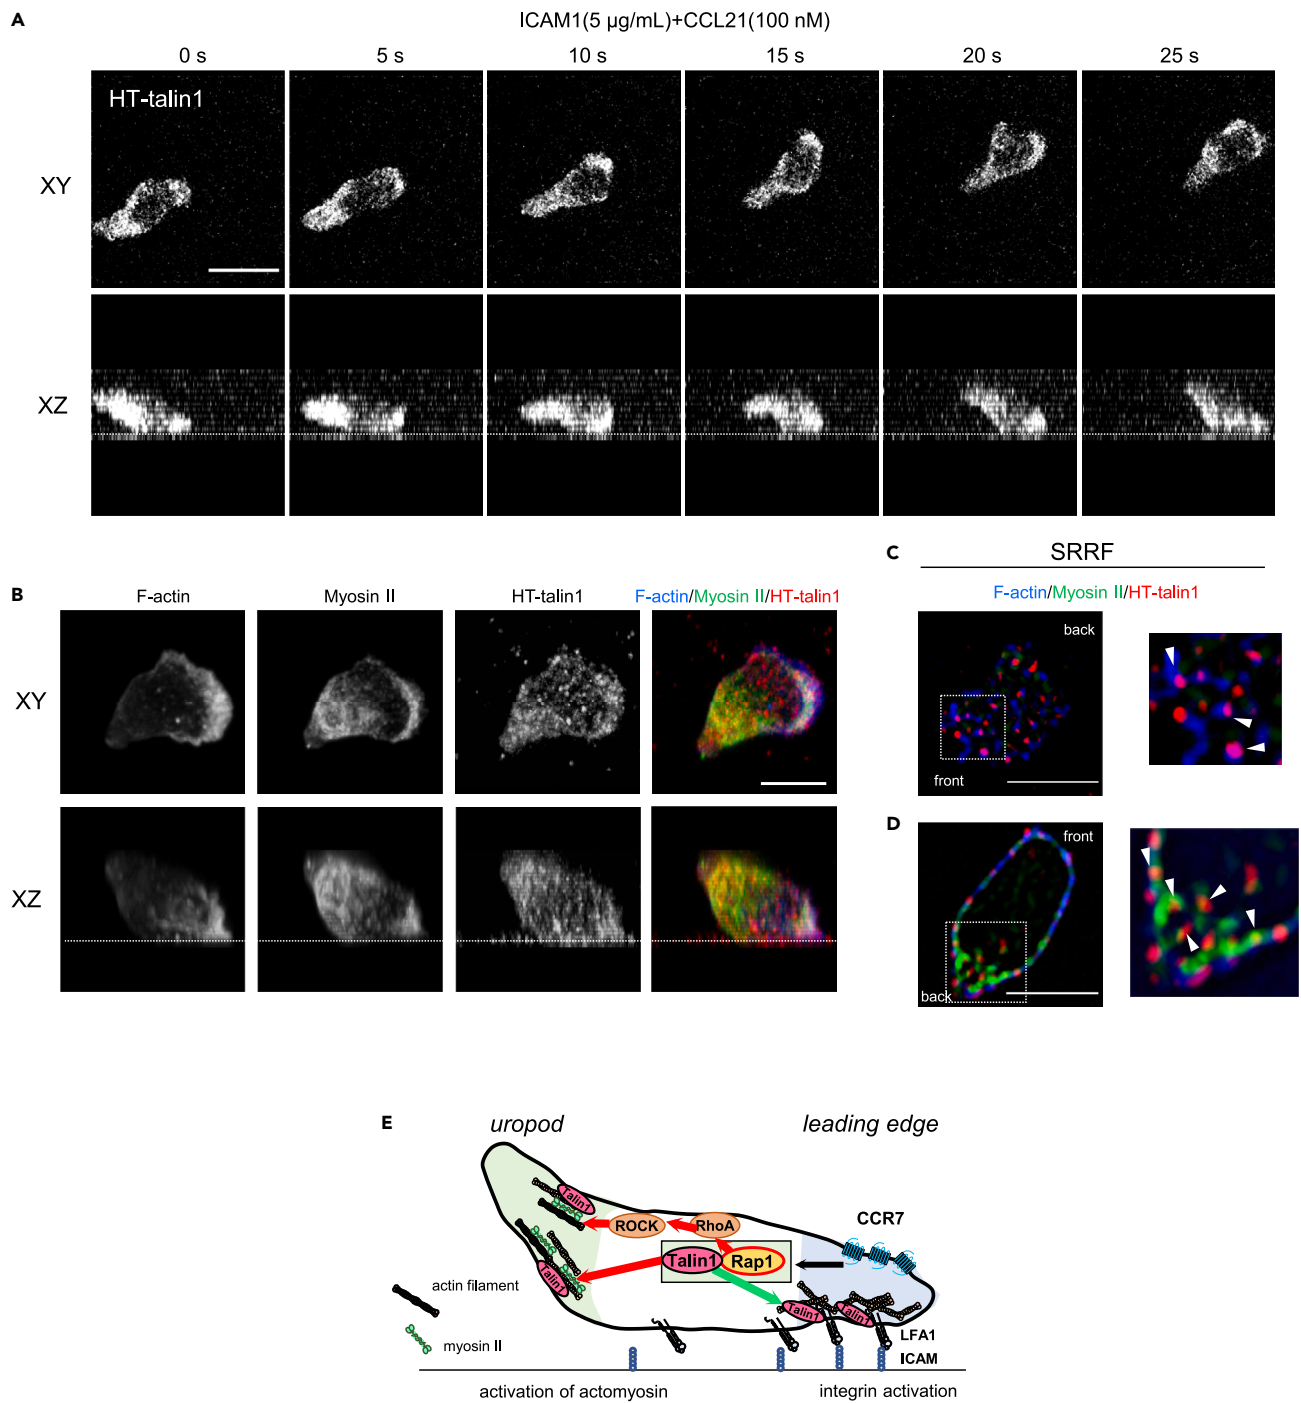 A
ICAM1(5 µg/mL)+CCL21(100 nM)
0 s 5 s 10 s 15 s 20 s 25 s
HT-talin1
XY
XZ
B
F-actin Myosin II HT-talin1 F-actin/Myosin II/HT-talin1
XY
XZ
C
SRRF
F-actin/Myosin II/HT-talin1
back
front
D
front
back
E
uropod leading edge
Talin1
ROCK RhoA CCR7
Talin1 Rap1
Talin1
actin filament
Talin1 Talin1
LFA1
myosin II
ICAM
activation of actomyosin integrin activation